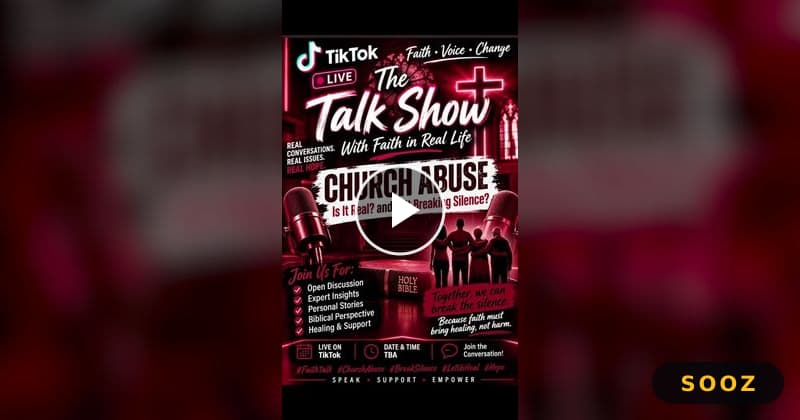 TikTok
LIVE
Faith • Voice • Change
The
Talk Show
With Faith in Real Life
REAL
CONVERSATIONS.
REAL ISSUES.
REAL HOPE.
CHURCH ABUSE
Is It Real? and Breaking Silence?
Join Us For:
Open Discussion
Expert Insights
Personal Stories
Biblical Perspective
Healing & Support
HOLY
BIBLE
Together, we can
break the silence.
Because faith must
bring healing, not harm.
LIVE ON
TikTok
DATE & TIME
TBA
Join the
Conversation!
#FaithTalk #ChurchAbuse #BreakSilence #LetsHeal #Hope
SPEAK • SUPPORT • EMPOWER
SOOZ